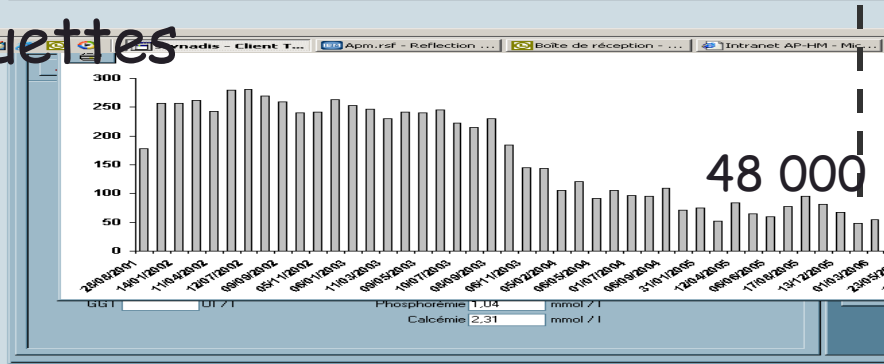 uettes
nadis - Client T... Apm.rsf - Reflection ... Boîte de réception - ... Intranet AP-HM - Mic...
300
250
200
150
100
50
0
48 000
28/08/2001 14/01/2002 11/04/2002 12/07/2002 09/09/2002 05/11/2002 06/01/2003 11/03/2003 09/05/2003 10/07/2003 08/09/2003 06/11/2003 05/02/2004 06/05/2004 01/07/2004 06/09/2004 31/01/2005 12/04/2005 06/06/2005 17/08/2005 13/12/2005 01/03/2006 23/05/2
GGT UI / l Phosphorémie 1,04 mmol / l
Calcémie 2,31 mmol / l